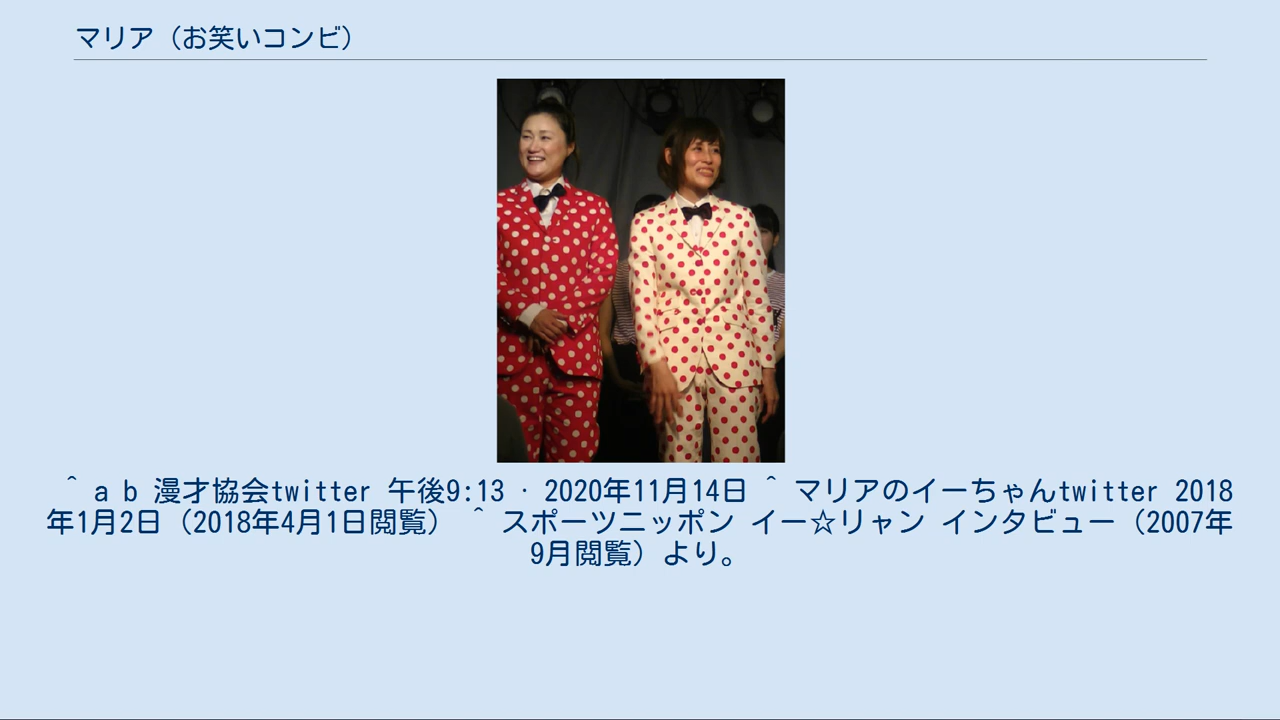 マリア（お笑いコンビ）
＾ a b 漫才協会twitter 午後9:13 · 2020年11月14日 ＾ マリアのイーちゃんtwitter 2018
年1月2日（2018年4月1日閲覧） ＾ スポーツニッポン イー☆リャン インタビュー（2007年
9月閲覧）より。